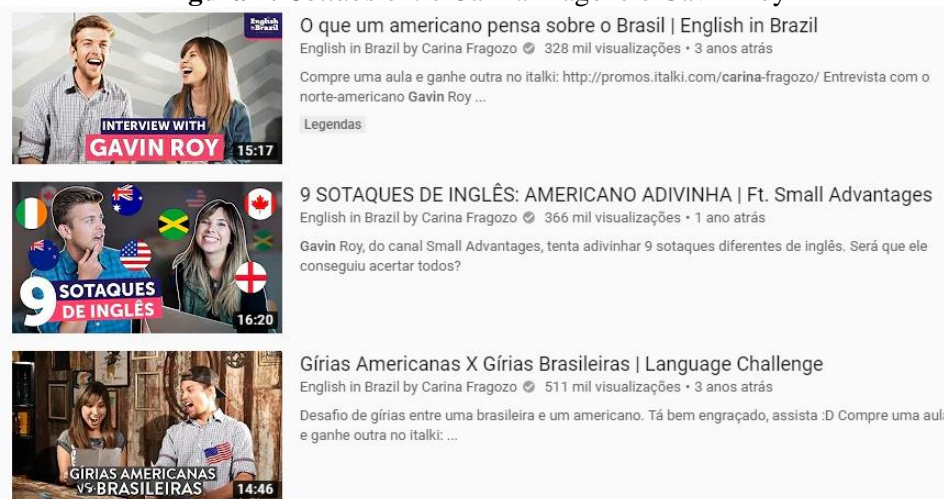 O que um americano pensa sobre o Brasil | English in Brazil
English in Brazil by Carina Fragozo 328 mil visualizações • 3 anos atrás
Compre uma aula e ganhe outra no italki: http://promos.italki.com/carina-fragozo/ Entrevista com o
norte-americano Gavin Roy ...
Legendas
English in Brazil
INTERVIEW WITH
GAVIN ROY
15:17
9 SOTAQUES DE INGLÊS: AMERICANO ADIVINHA | Ft. Small Advantages
English in Brazil by Carina Fragozo 366 mil visualizações • 1 ano atrás
Gavin Roy, do canal Small Advantages, tenta adivinhar 9 sotaques diferentes de inglês. Será que ele
conseguiu acertar todos?
9 SOTAQUES
DE INGLÊS
16:20
Gírias Americanas X Gírias Brasileiras | Language Challenge
English in Brazil by Carina Fragozo 511 mil visualizações • 3 anos atrás
Desafio de gírias entre uma brasileira e um americano. Tá bem engraçado, assista :D Compre uma aula
e ganhe outra no italki: ...
GÍRIAS AMERICANAS
VS. BRASILEIRAS
14:46